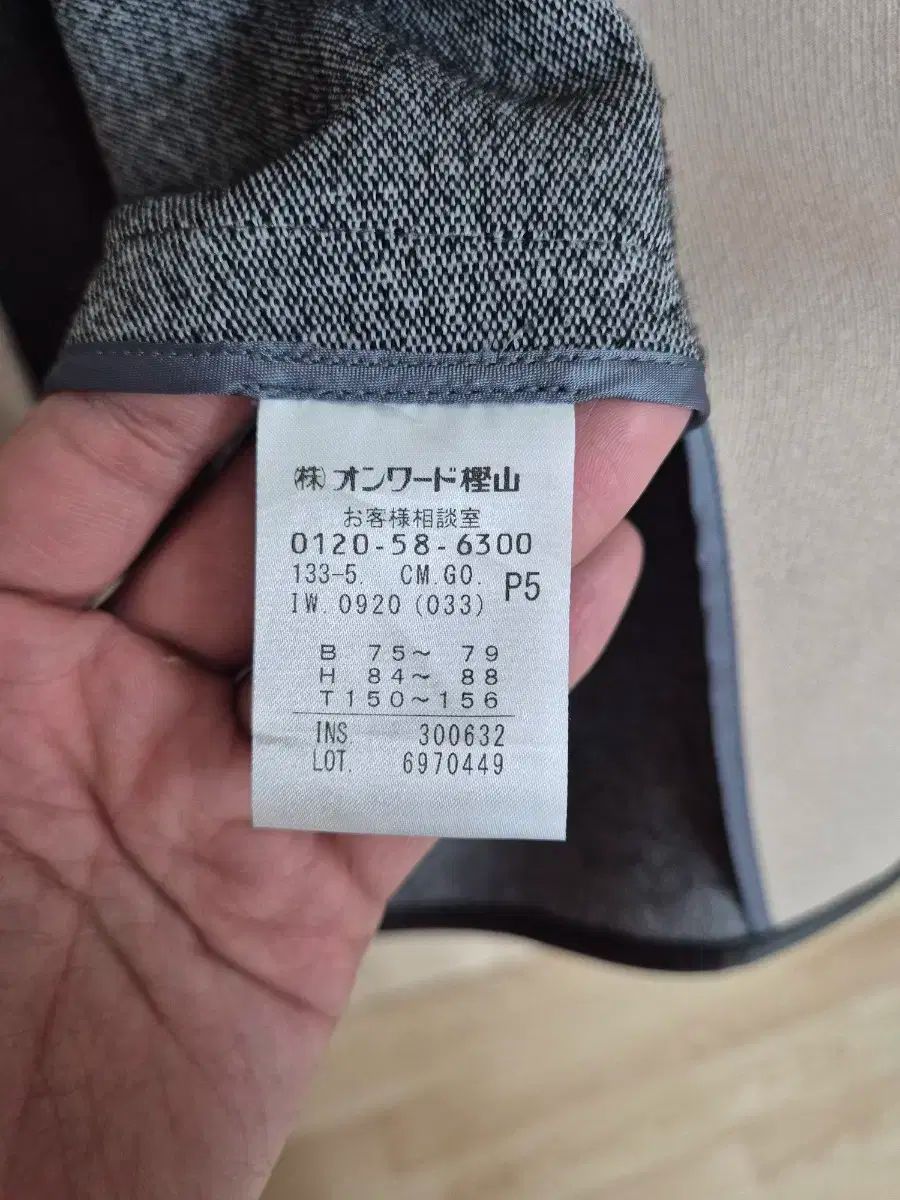 (株)オンワード樫山
お客様相談室
0120-58-6300
133-5. CM.GO. P5
IW.0920(033)
B 75~ 79
H 84~ 88
T150~156
INS. 300632
LOT. 6970449